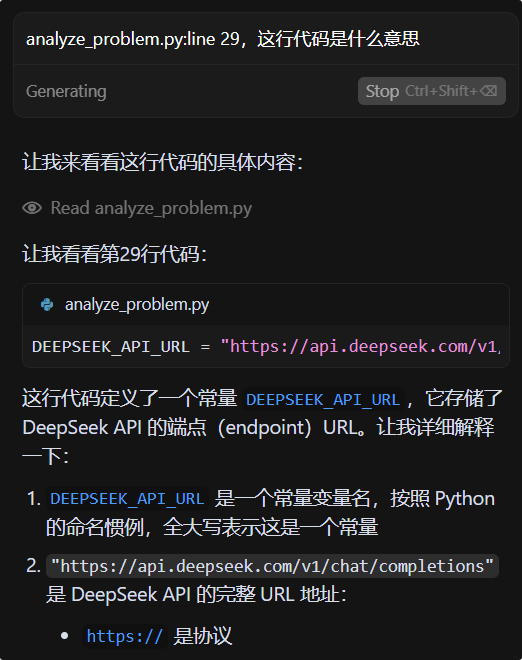 analyze_problem.py:line 29，这行代码是什么意思
Generating Stop Ctrl+Shift+⌫
让我来看看这行代码的具体内容：
Read analyze_problem.py
让我看看第29行代码：
analyze_problem.py
DEEPSEEK_API_URL = "https://api.deepseek.com/v1/
这行代码定义了一个常量 DEEPSEEK_API_URL ，它存储了
DeepSeek API 的端点（endpoint）URL。让我详细解释
一下：
1. DEEPSEEK_API_URL 是一个常量变量名，按照 Python
的命名惯例，全大写表示这是一个常量
2. "https://api.deepseek.com/v1/chat/completions"
是 DeepSeek API 的完整 URL 地址：
• https:// 是协议